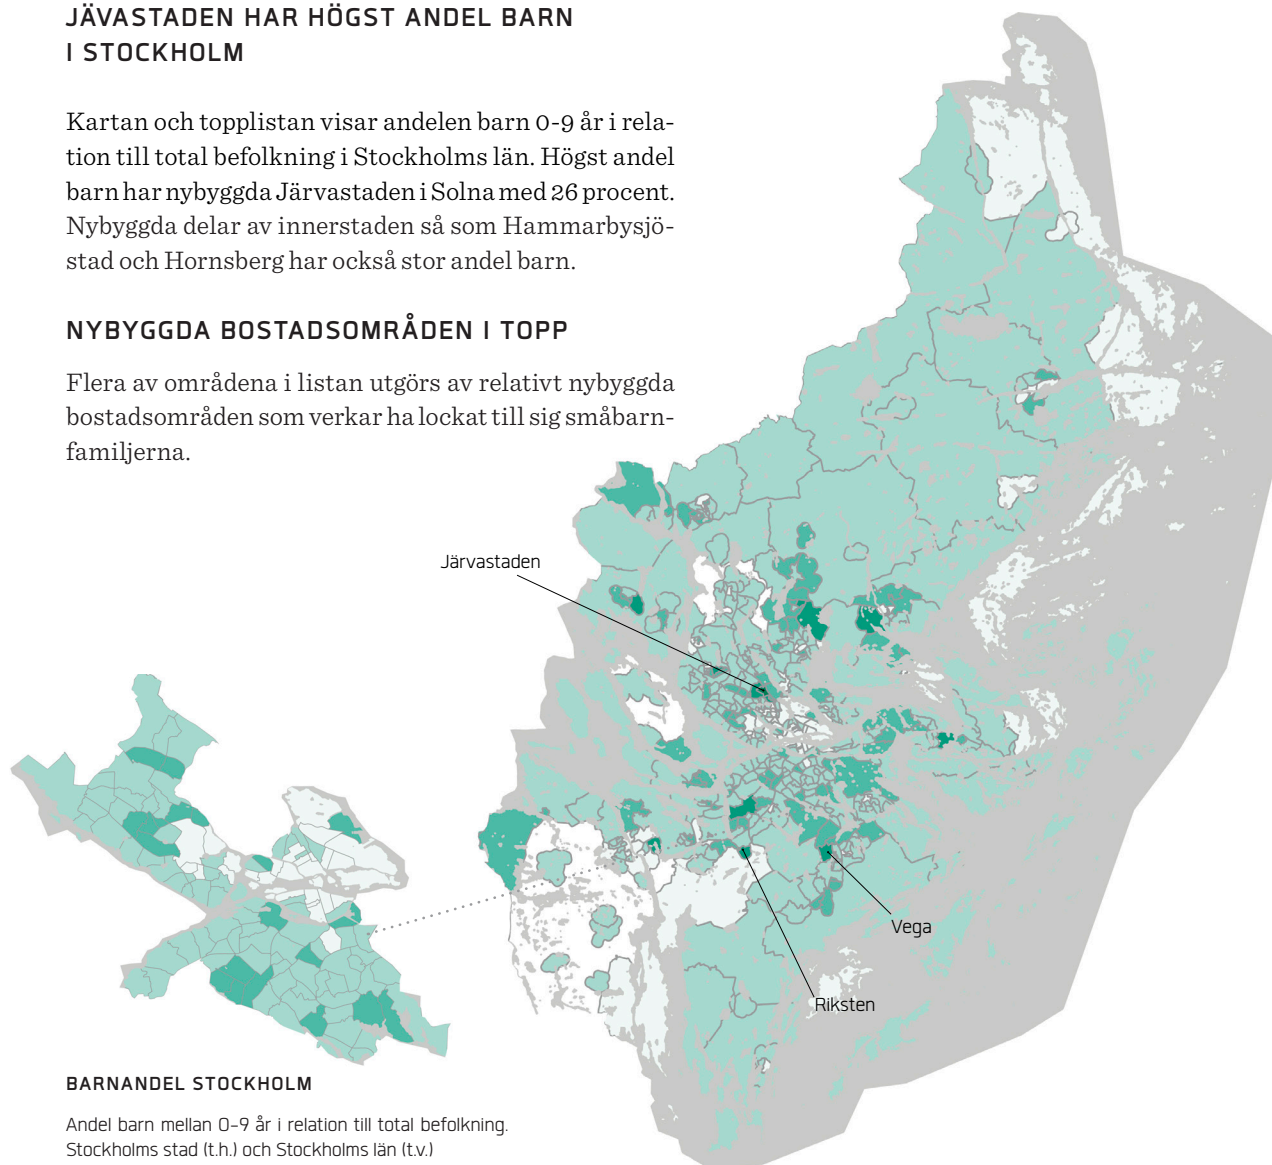 JÄVASTADEN HAR HÖGST ANDEL BARN
I STOCKHOLM
Kartan och topplistan visar andelen barn 0-9 år i rela-
tion till total befolkning i Stockholms län. Högst andel
barn har nybyggda Järvastaden i Solna med 26 procent.
Nybyggda delar av innerstaden så som Hammarbysjö-
stad och Hornsberg har också stor andel barn.
NYBYGGDA BOSTADSOMRÅDEN I TOPP
Flera av områdena i listan utgörs av relativt nybyggda
bostadsområden som verkar ha lockat till sig småbarn-
familjerna.
Järvastaden
Vega
Riksten
BARNANDEL STOCKHOLM
Andel barn mellan 0-9 år i relation till total befolkning.
Stockholms stad (t.h.) och Stockholms län (t.v.)